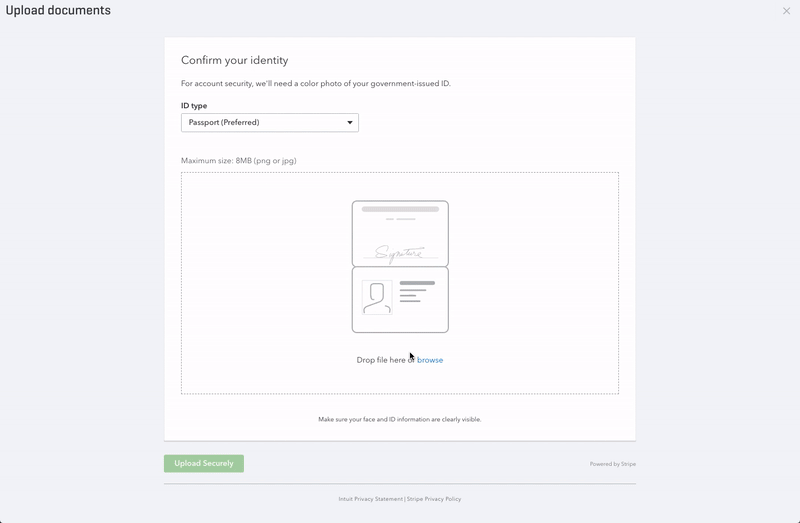 Upload documents
Confirm your identity
For account security, we'll need a color photo of your government-issued ID.
ID type
Passport (Preferred)
Maximum size: 8MB (png or jpg)
Signature
Drop file here or browse
Make sure your face and ID information are clearly visible.
Upload Securely
Powered by Stripe
Intuit Privacy Statement | Stripe Privacy Policy